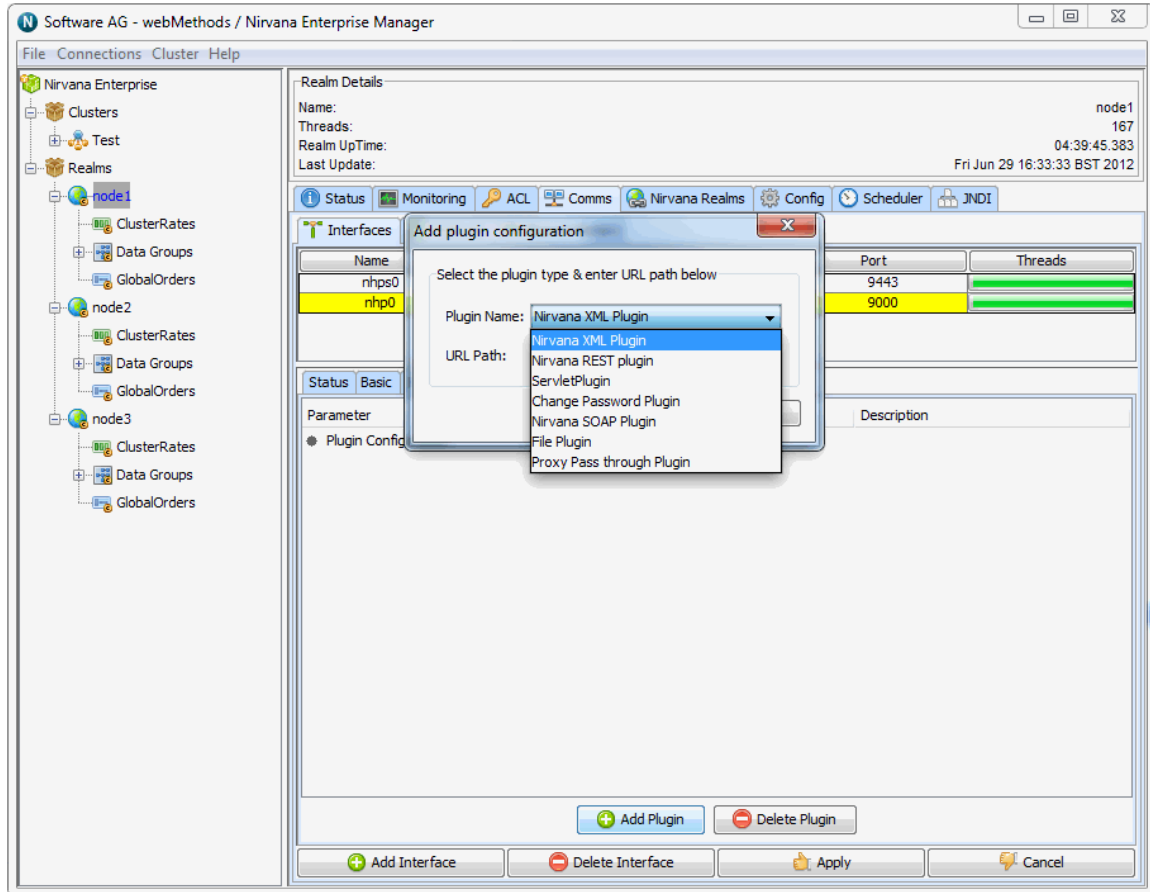 Software AG - webMethods / Nirvana Enterprise Manager
File Connections Cluster Help
Nirvana Enterprise
Clusters
Test
Realms
node1
ClusterRates
Data Groups
GlobalOrders
node2
ClusterRates
Data Groups
GlobalOrders
node3
ClusterRates
Data Groups
GlobalOrders
Realm Details
Name: node1
Threads: 167
Realm UpTime: 04:39:45.383
Last Update: Fri Jun 29 16:33:33 BST 2012
Status Monitoring ACL Comms Nirvana Realms Config Scheduler JNDI
Interfaces
Name Port Threads
nhps0 9443
nhp0 9000
Add plugin configuration
Select the plugin type & enter URL path below
Plugin Name: Nirvana XML Plugin
Nirvana XML Plugin
Nirvana REST plugin
ServletPlugin
Change Password Plugin
Nirvana SOAP Plugin
File Plugin
Proxy Pass through Plugin
URL Path:
Status Basic
Parameter Description
Plugin Config
Add Plugin Delete Plugin
Add Interface Delete Interface Apply Cancel